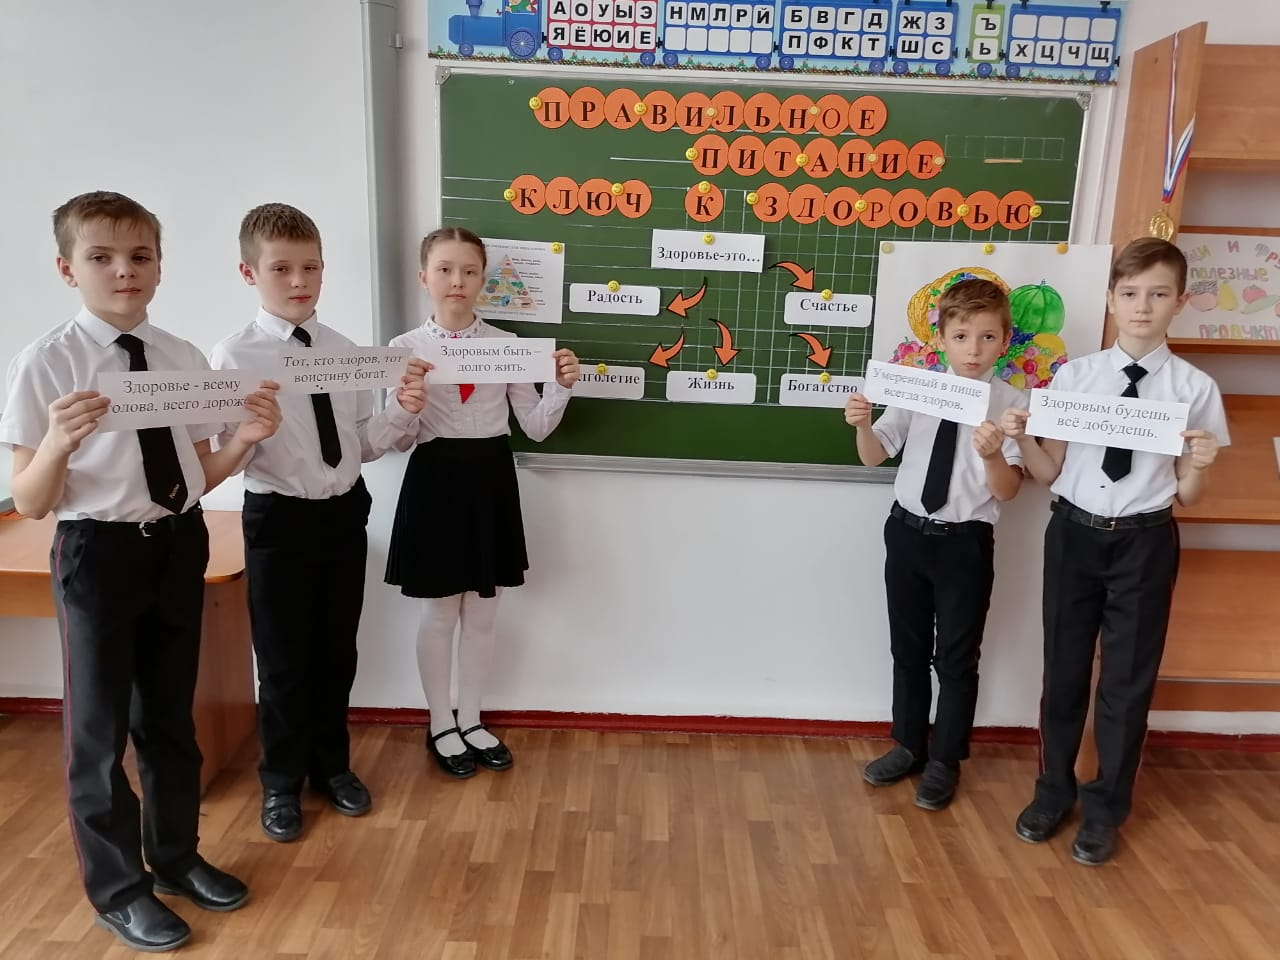 АОУЫЭ
ЯЁЮИЕ
НМЛРЙ
БВГД
ПФКТ
ЖЗ
ШС
Ъ
Ь
ХЦЧЩ
ПРАВИЛЬНОЕ
ПИТАНИЕ
КЛЮЧ К ЗДОРОВЬЮ
Здоровье-это...
Радость
Счастье
Жизнь
Богатство
Здоровье - всему
голова, всего дороже
Тот, кто здоров, тот
воистину богат.
Здоровым быть –
долго жить.
Умеренный в пище
всегда здоров.
Здоровым будешь –
всё добудешь.
и
полезные
продукт